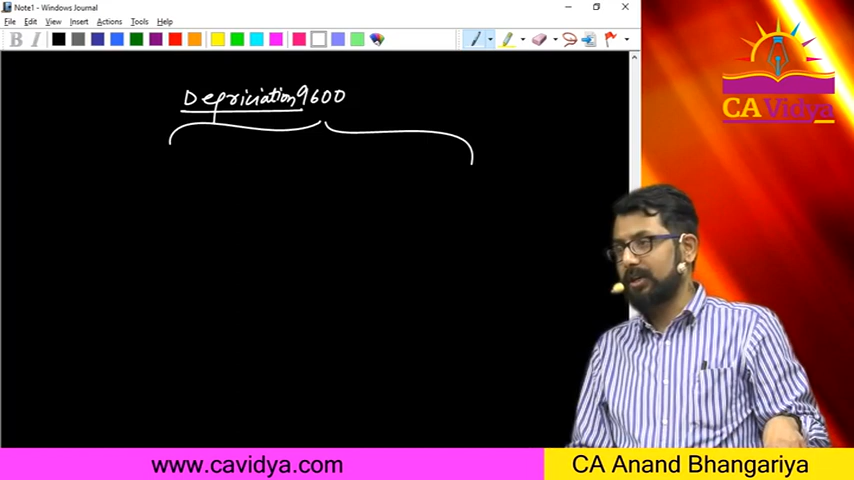 Note1 - Windows Journal
File Edit View Insert Actions Tools Help
B I
Depriciation 9600
CA Vidya
www.cavidya.com
CA Anand Bhangariya